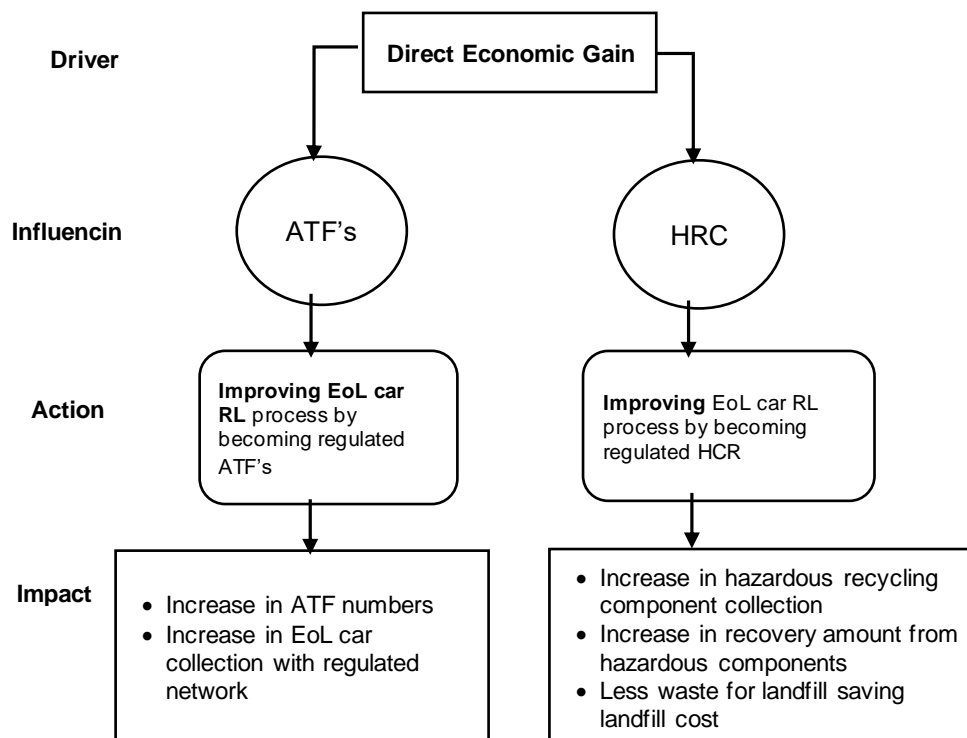 Driver
Direct Economic Gain
Influencin
ATF's
HRC
Action
Improving EoL car
RL process by
becoming regulated
ATF's
Improving EoL car RL
process by becoming
regulated HCR
Impact
• Increase in ATF numbers
• Increase in EoL car
collection with regulated
network
• Increase in hazardous recycling
component collection
• Increase in recovery amount from
hazardous components
• Less waste for landfill saving
landfill cost